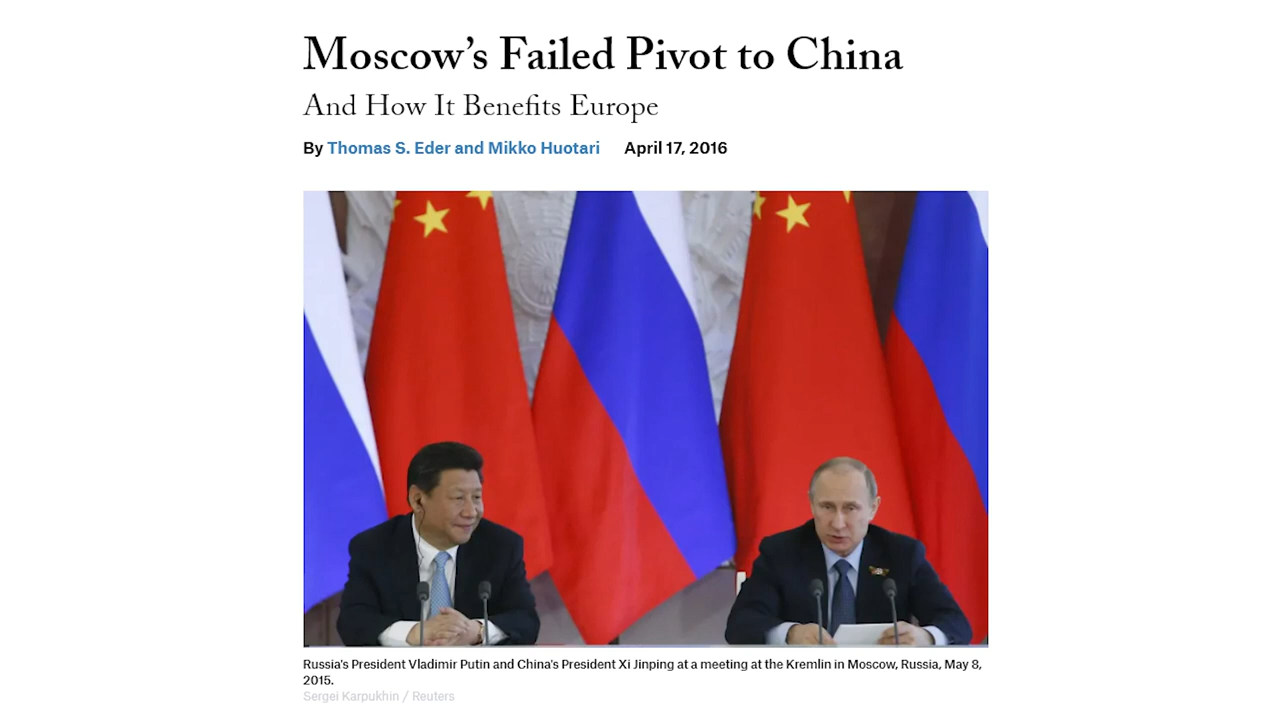 Moscow’s Failed Pivot to China
And How It Benefits Europe
By Thomas S. Eder and Mikko Huotari April 17, 2016
Russia's President Vladimir Putin and China's President Xi Jinping at a meeting at the Kremlin in Moscow, Russia, May 8,
2015.
Sergei Karpukhin / Reuters